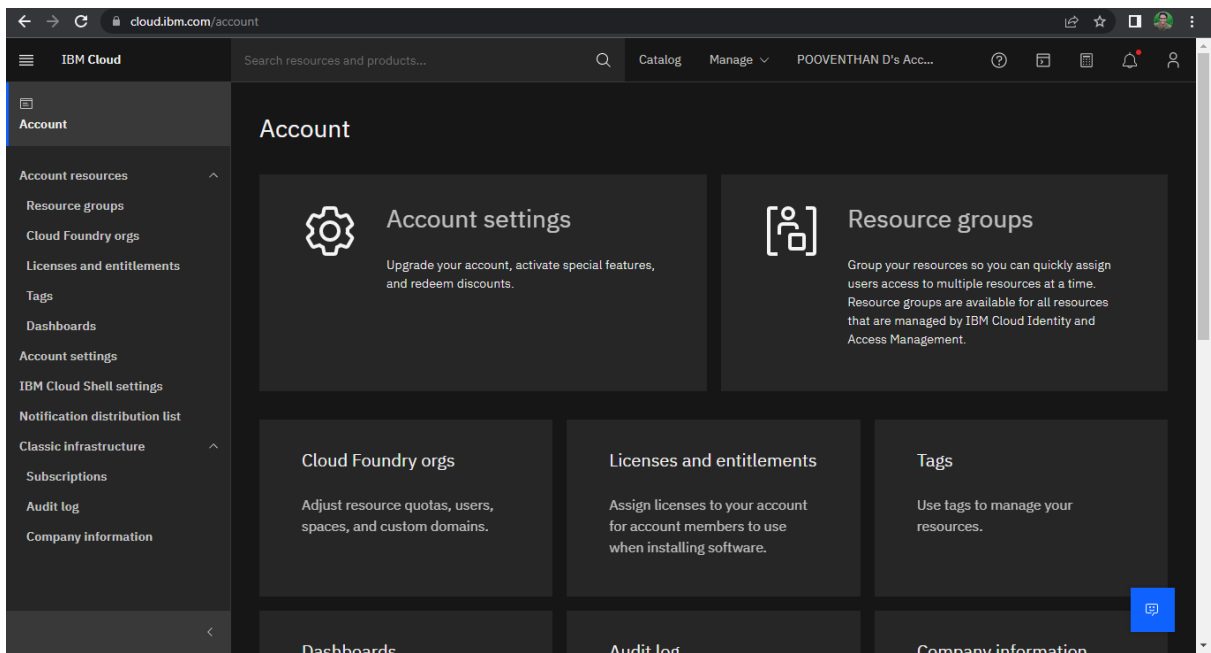 cloud.ibm.com/account
IBM Cloud
Search resources and products...
Catalog
Manage
POOVENTHAN D's Acc...
Account
Account resources
Resource groups
Cloud Foundry orgs
Licenses and entitlements
Tags
Dashboards
Account settings
IBM Cloud Shell settings
Notification distribution list
Classic infrastructure
Subscriptions
Audit log
Company information
Account
Account settings
Upgrade your account, activate special features,
and redeem discounts.
Resource groups
Group your resources so you can quickly assign
users access to multiple resources at a time.
Resource groups are available for all resources
that are managed by IBM Cloud Identity and
Access Management.
Cloud Foundry orgs
Adjust resource quotas, users,
spaces, and custom domains.
Licenses and entitlements
Assign licenses to your account
for account members to use
when installing software.
Tags
Use tags to manage your
resources.
Dashboards
Audit log
Company information